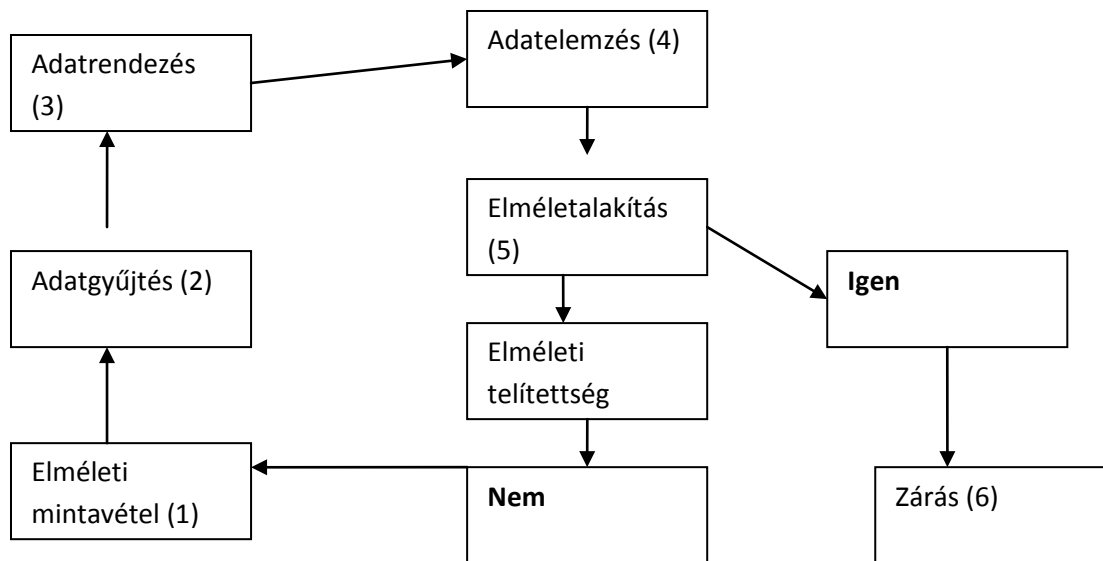 Adatrendezés
(3)
Adatelemzés (4)
Elméletalakítás
(5)
Adatgyűjtés (2)
Igen
Elméleti
telítettség
Elméleti
mintavétel (1)
Nem
Zárás (6)